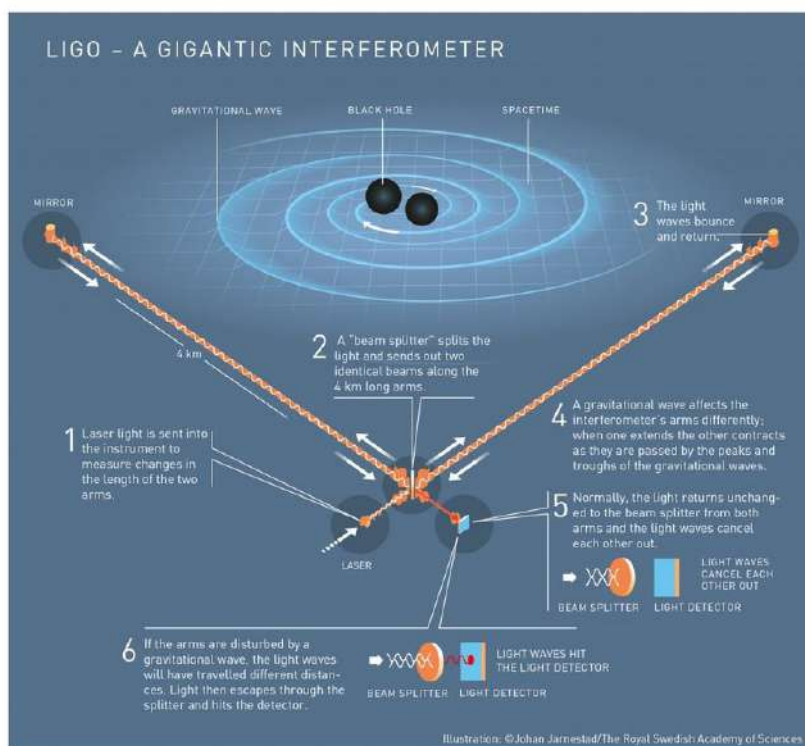 LIGO – A GIGANTIC INTERFEROMETER
GRAVITATIONAL WAVE
BLACK HOLE
SPACETIME
MIRROR
MIRROR
3 The light
waves bounce
and return.
4 km
2 A "beam splitter" splits the
light and sends out two
identical beams along the
4 km long arms.
1 Laser light is sent into
the instrument to
measure changes in
the length of the two
arms.
4 A gravitational wave affects the
interferometer's arms differently;
when one extends the other contracts
as they are passed by the peaks and
troughs of the gravitational waves.
LASER
5 Normally, the light returns unchang-
ed to the beam splitter from both
arms and the light waves cancel
each other out.
LIGHT WAVES
CANCEL EACH
OTHER OUT
BEAM SPLITTER
LIGHT DETECTOR
6 If the arms are disturbed by a
gravitational wave, the light waves
will have travelled different distan-
ces. Light then escapes through the
splitter and hits the detector.
LIGHT WAVES HIT
THE LIGHT DETECTOR
BEAM SPLITTER
LIGHT DETECTOR
Illustration: ©Johan Jarnestad/The Royal Swedish Academy of Sciences